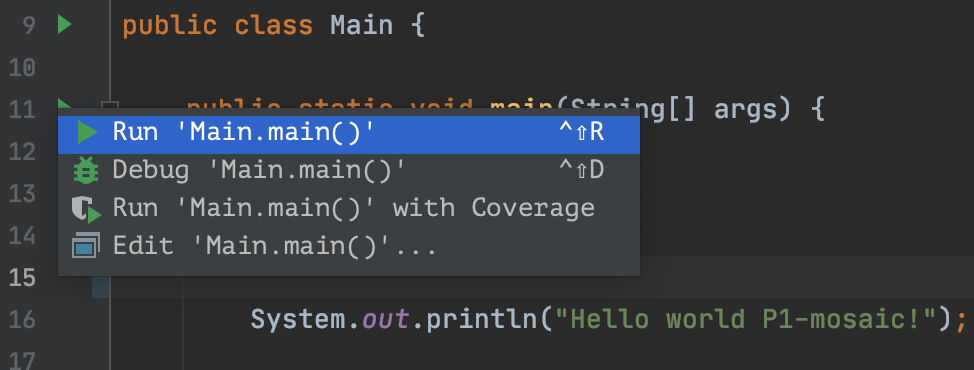 9 public class Main {
10
11 public static void main(String[] args) {
12 Run 'Main.main()' ^⇧R
Debug 'Main.main()' ^⇧D
13 Run 'Main.main()' with Coverage
14 Edit 'Main.main()'...
15
16 System.out.println("Hello world P1-mosaic!");
17